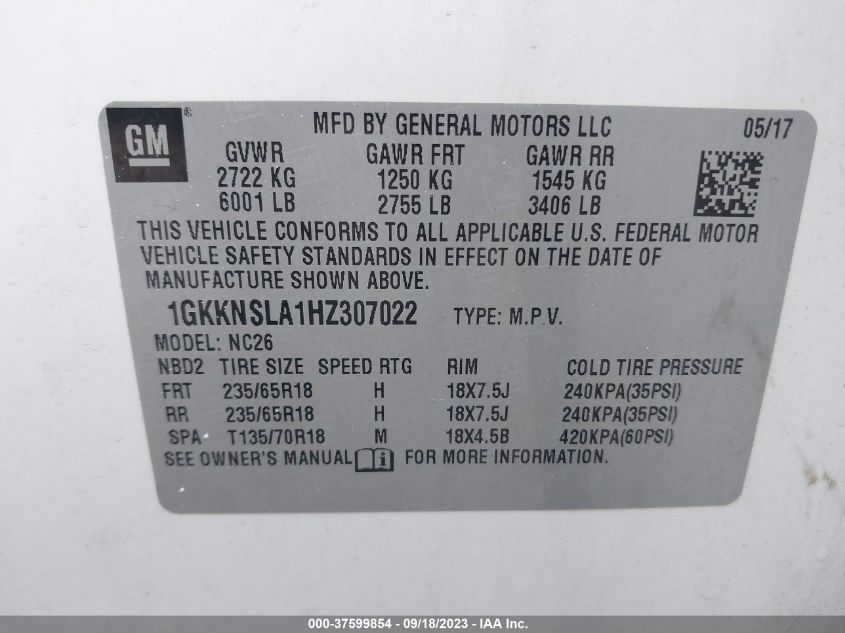 GM ®
MFD BY GENERAL MOTORS LLC 05/17
GVWR GAWR FRT GAWR RR
2722 KG 1250 KG 1545 KG
6001 LB 2755 LB 3406 LB
THIS VEHICLE CONFORMS TO ALL APPLICABLE U.S. FEDERAL MOTOR
VEHICLE SAFETY STANDARDS IN EFFECT ON THE DATE OF
MANUFACTURE SHOWN ABOVE.
1GKKNSLA1HZ307022 TYPE: M.P.V.
MODEL: NC26
NBD2 TIRE SIZE SPEED RTG RIM COLD TIRE PRESSURE
FRT 235/65R18 H 18X7.5J 240KPA(35PSI)
RR 235/65R18 H 18X7.5J 240KPA(35PSI)
SPA T135/70R18 M 18X4.5B 420KPA(60PSI)
SEE OWNER'S MANUAL i FOR MORE INFORMATION.
000-37599854 - 09/18/2023 - IAA Inc.